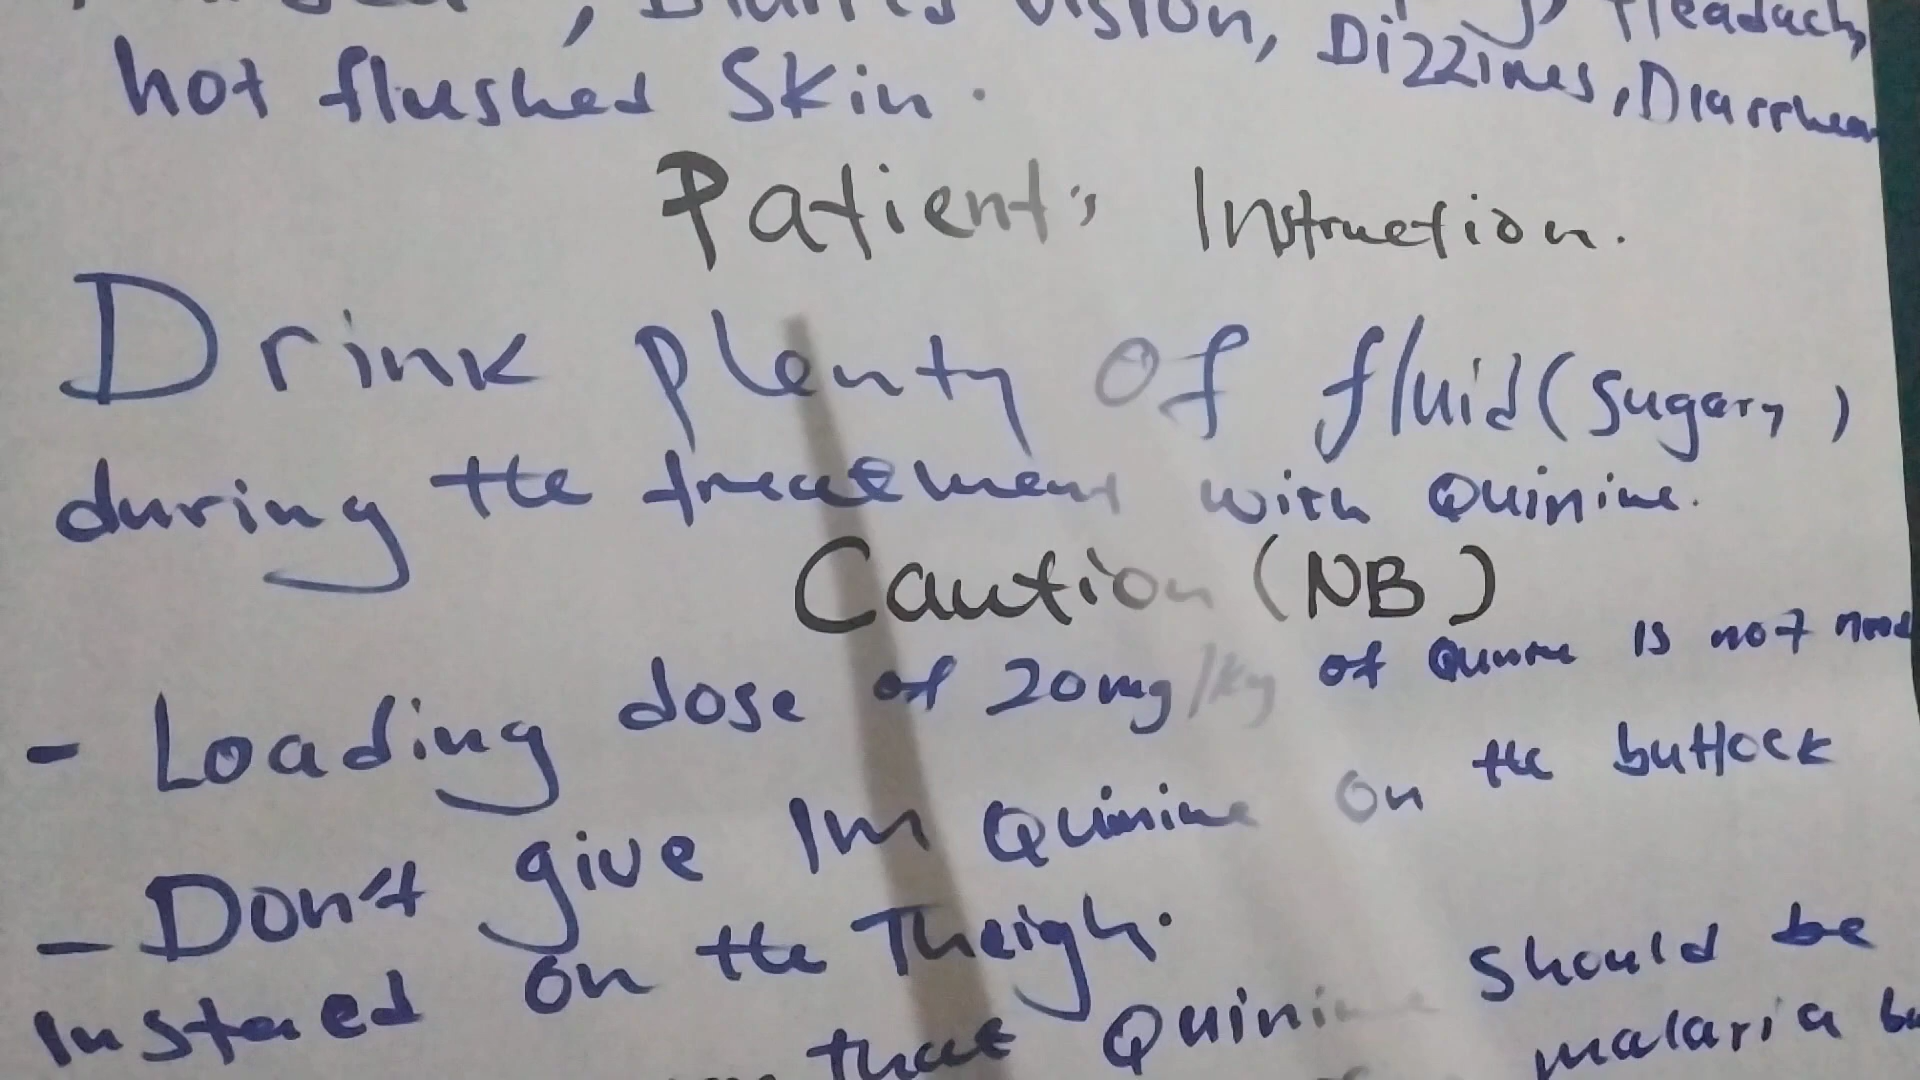 Vision, Dizziness, Diarrhea
hot flushed Skin.
Patient's Instruction.
Drink plenty of fluid (sugary)
during the treatment with Quinine.
Caution (NB)
- Loading dose of 20mg/kg of Quinine is not
- Don't give Im Quinine on the buttock
Instead on the Theigh.
that Quinine should be
malaria